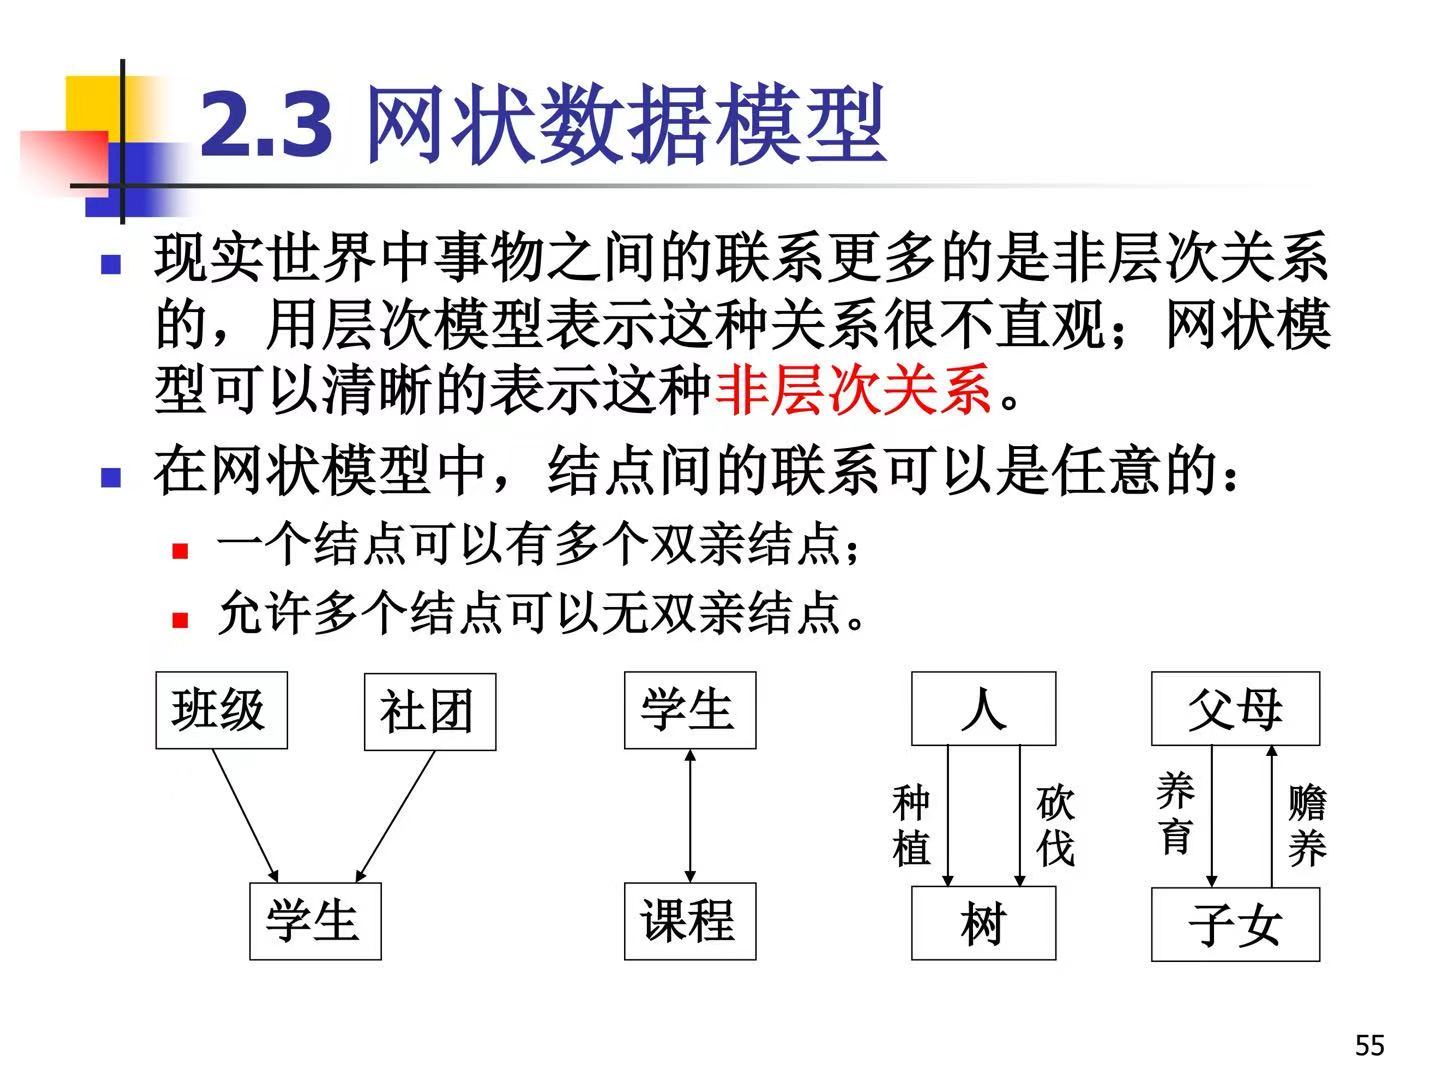 2.3 网状数据模型
现实世界中事物之间的联系更多的是非层次关系
的，用层次模型表示这种关系很不直观；网状模
型可以清晰的表示这种非层次关系。
在网状模型中，结点间的联系可以是任意的：
一个结点可以有多个双亲结点；
允许多个结点可以无双亲结点。
班级
社团
学生
学生
课程
人
种植
砍伐
树
父母
养育
赡养
子女
55